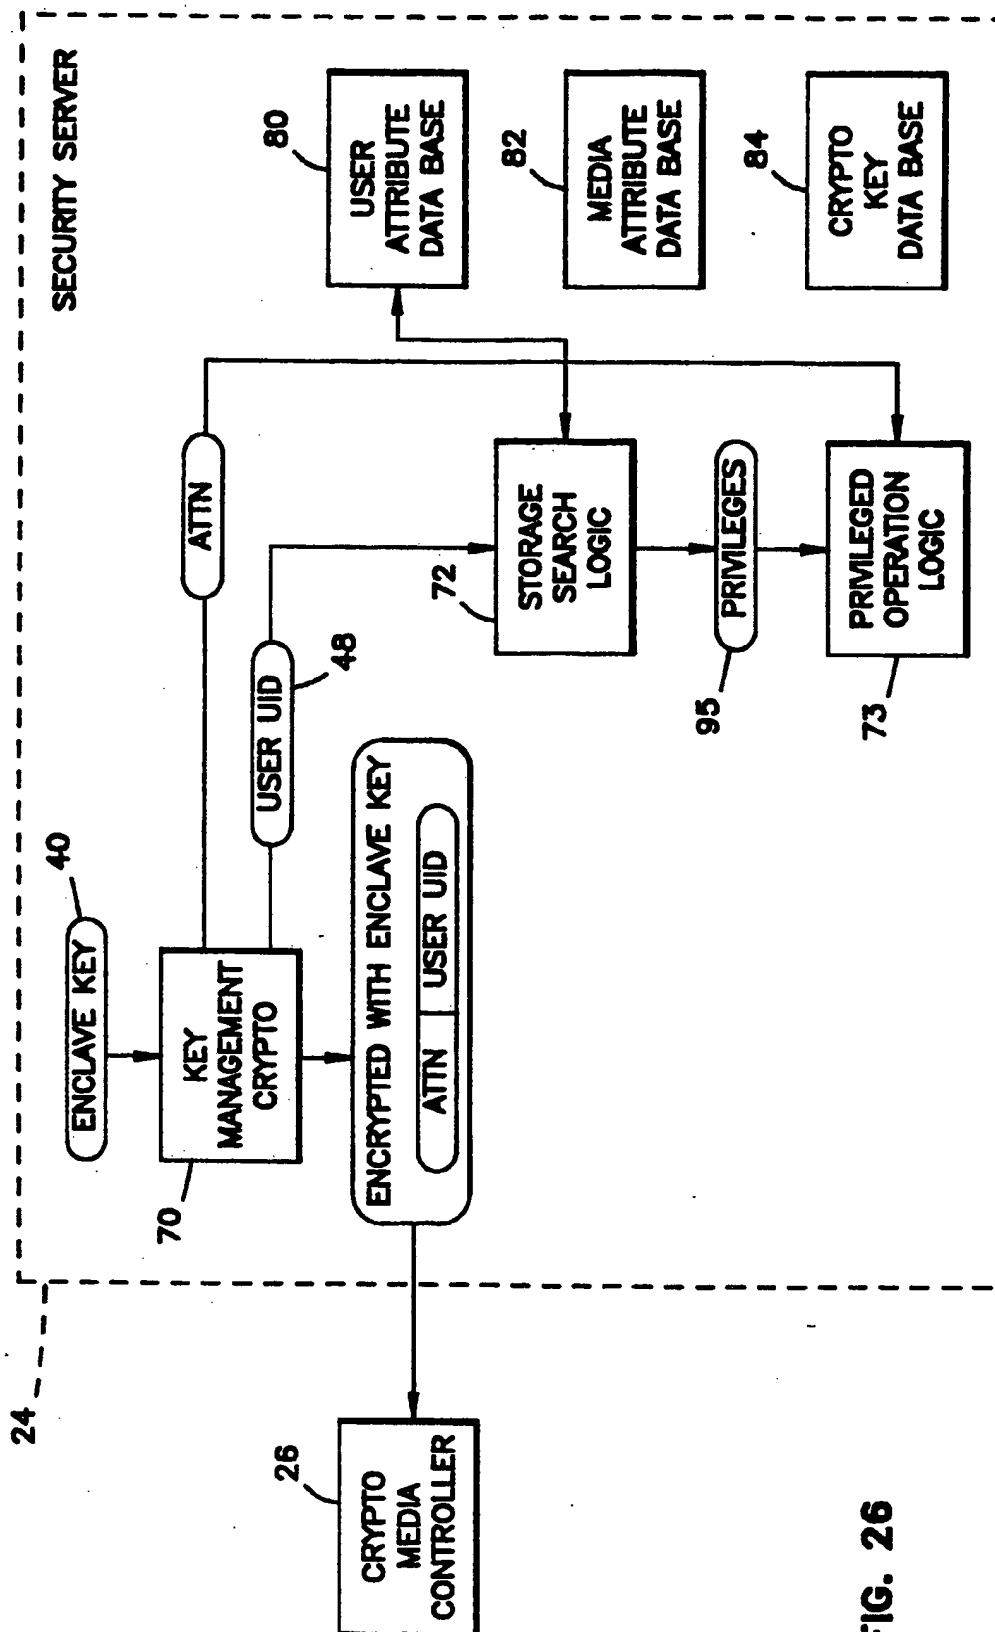 24
SECURITY SERVER
40
ENCLAVE KEY
70
KEY
MANAGEMENT
CRYPTO
ATTN
USER UID
48
ENCRYPTED WITH ENCLAVE KEY
ATTN USER UID
26
CRYPTO
MEDIA
CONTROLLER
72
STORAGE
SEARCH
LOGIC
95
PRIVILEGES
73
PRIVILEGED
OPERATION
LOGIC
80
USER
ATTRIBUTE
DATA BASE
82
MEDIA
ATTRIBUTE
DATA BASE
84
CRYPTO
KEY
DATA BASE
FIG. 26